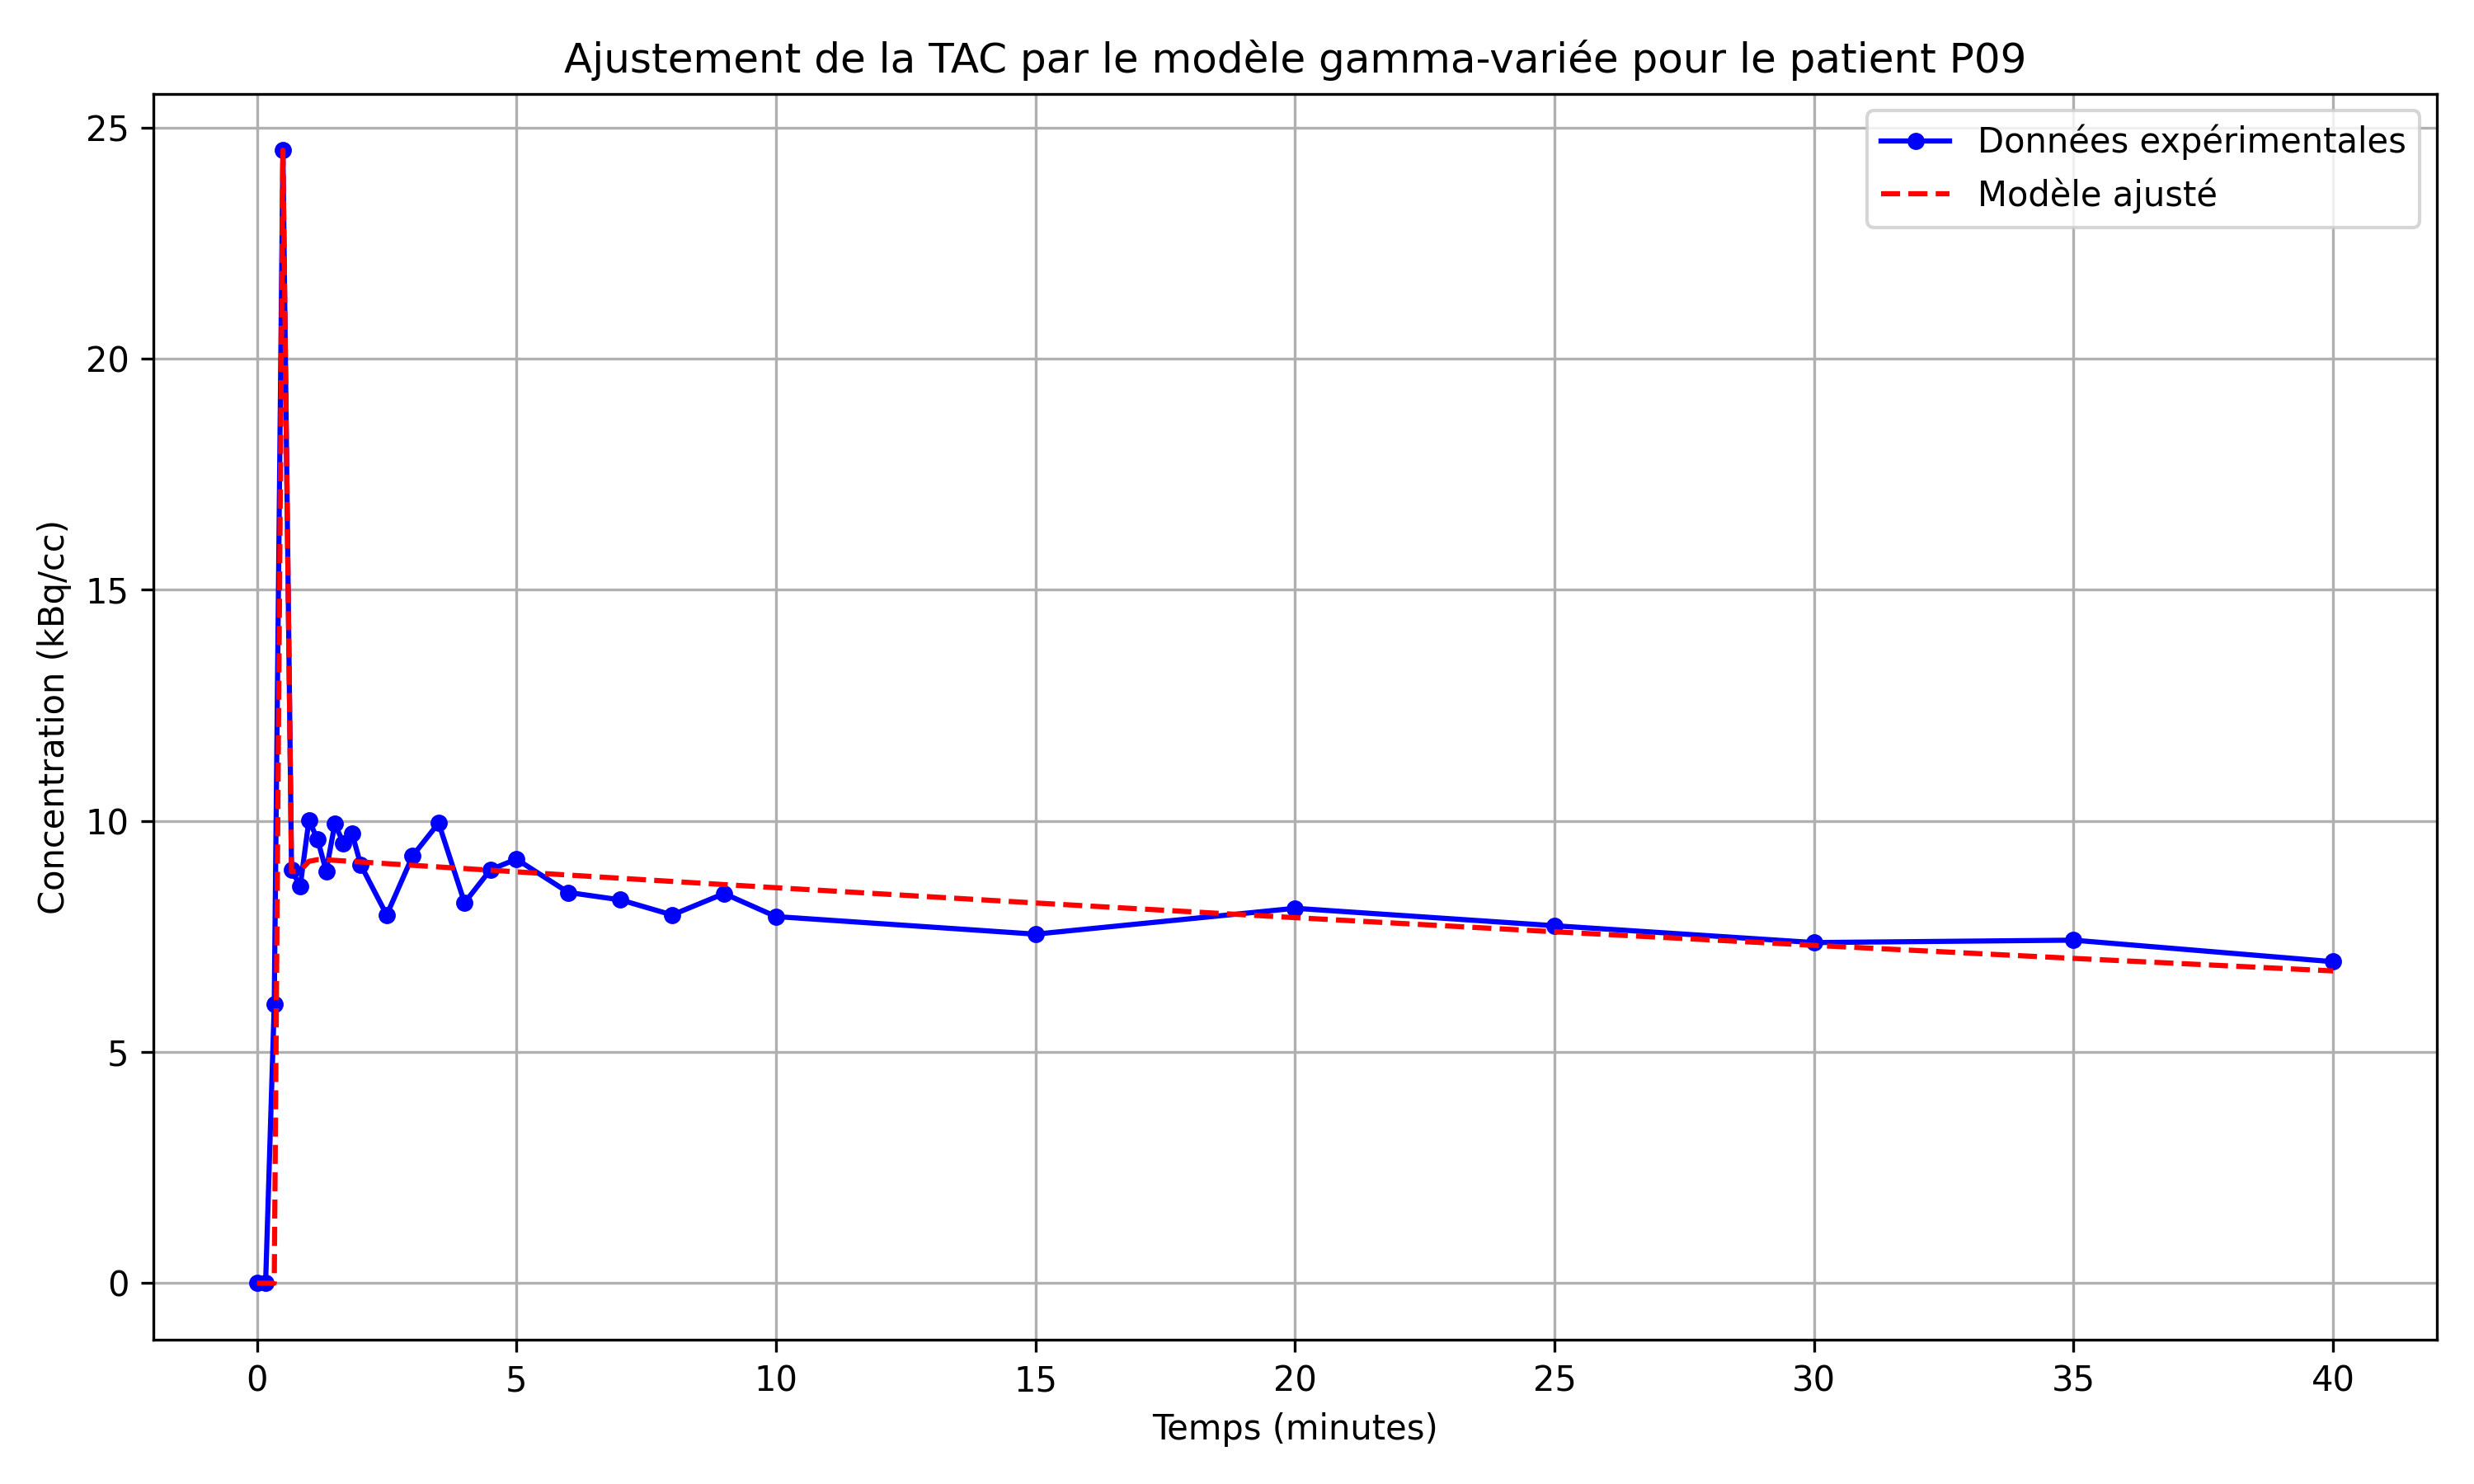 Ajustement de la TAC par le modèle gamma-variée pour le patient P09
Données expérimentales
Modèle ajusté
Concentration (kBq/cc)
25
20
15
10
5
0
0 5 10 15 20 25 30 35 40
Temps (minutes)